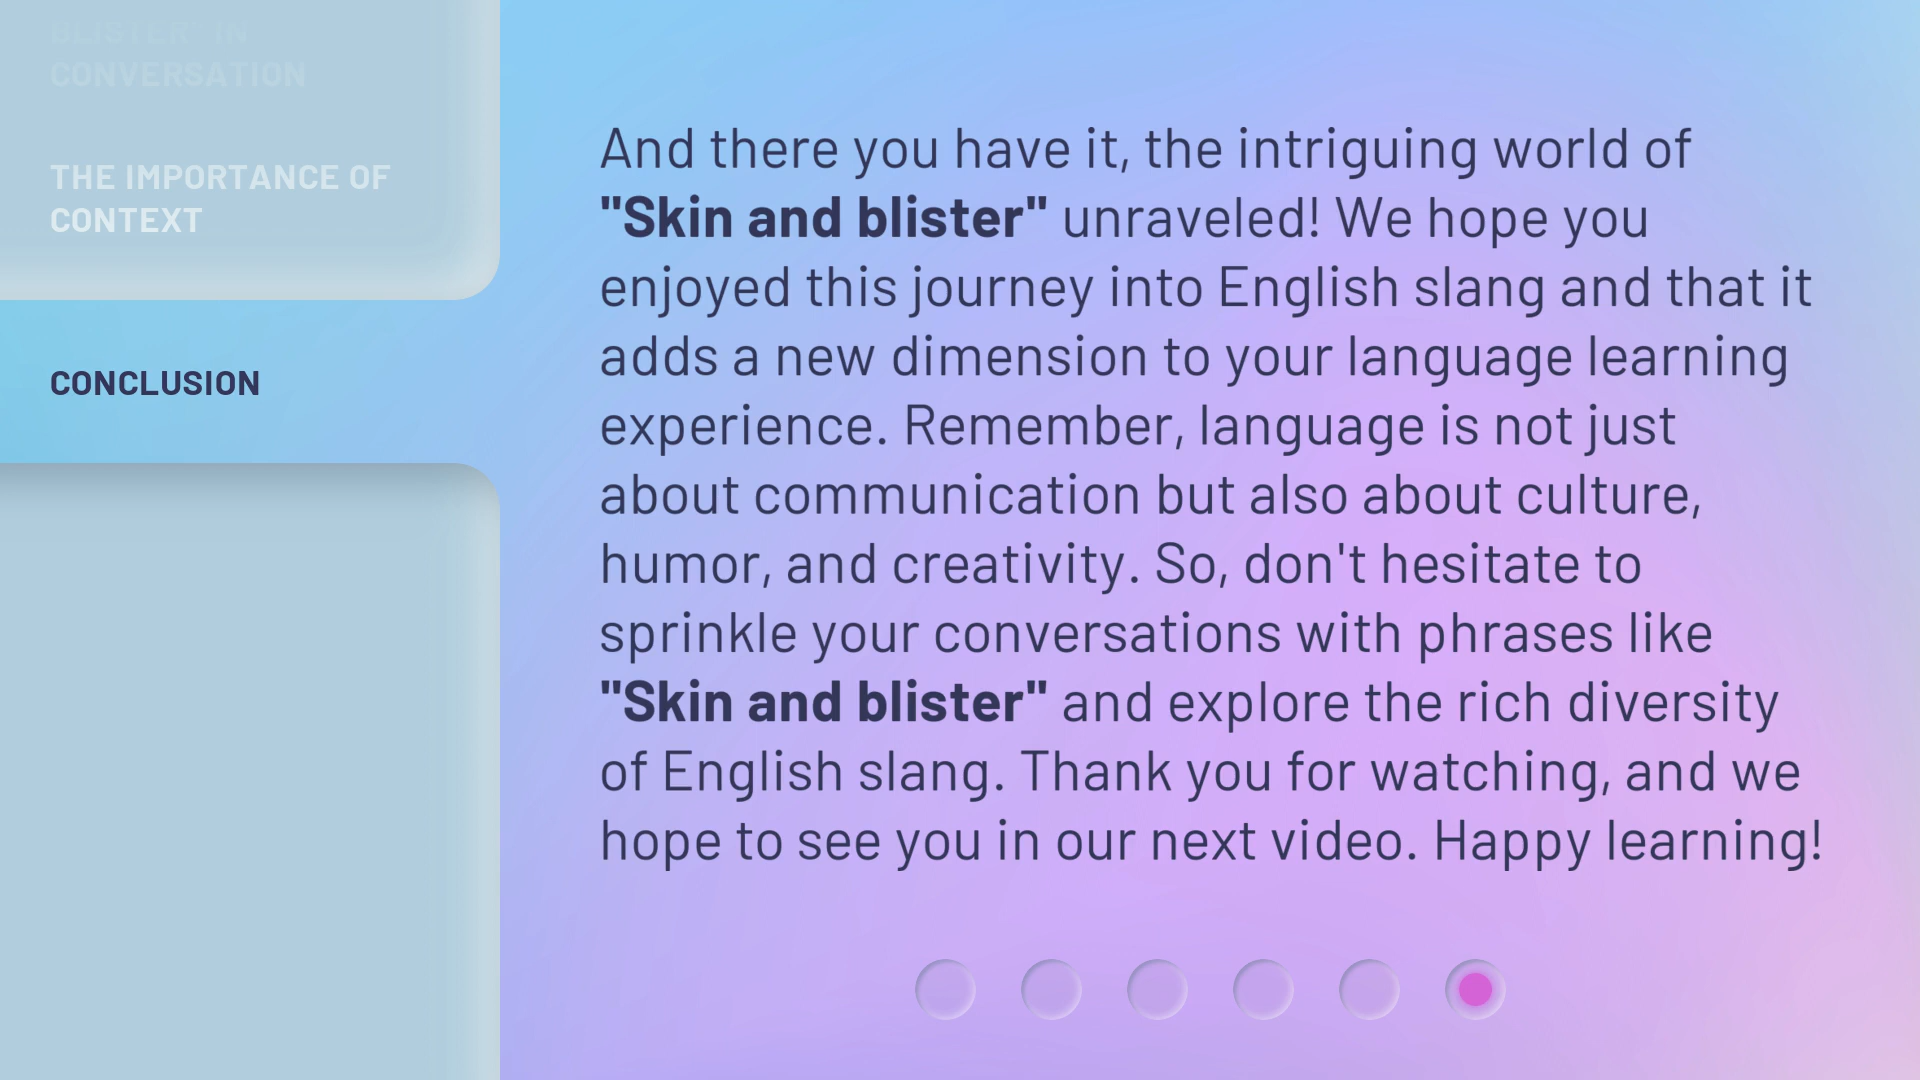 BLISTER" IN
CONVERSATION
THE IMPORTANCE OF
CONTEXT
CONCLUSION
And there you have it, the intriguing world of
"Skin and blister" unraveled! We hope you
enjoyed this journey into English slang and that it
adds a new dimension to your language learning
experience. Remember, language is not just
about communication but also about culture,
humor, and creativity. So, don't hesitate to
sprinkle your conversations with phrases like
"Skin and blister" and explore the rich diversity
of English slang. Thank you for watching, and we
hope to see you in our next video. Happy learning!